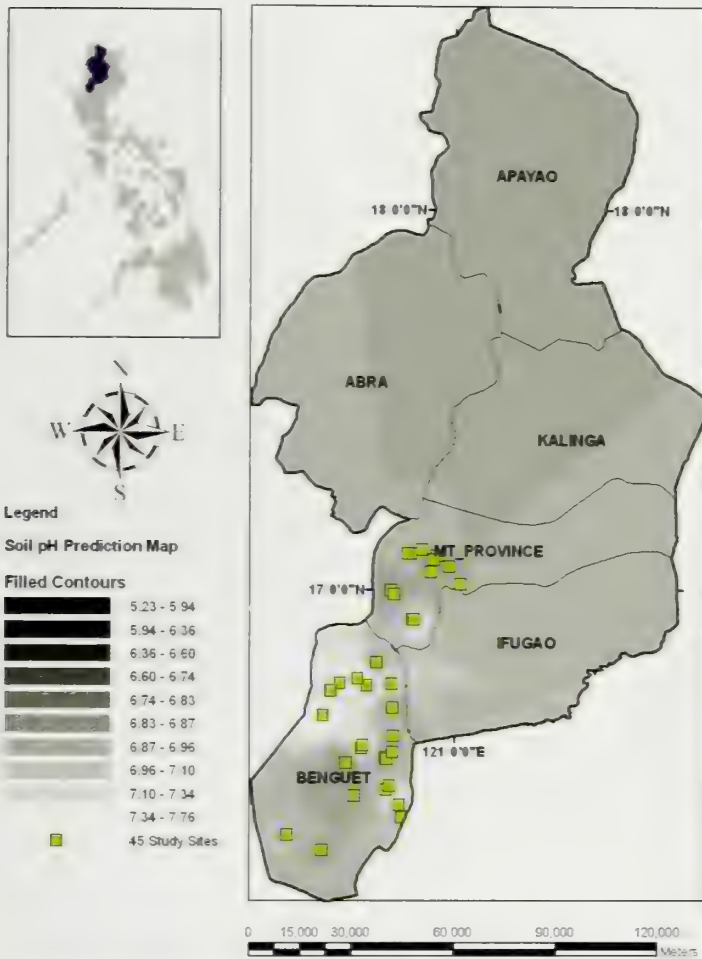 APAYAO
18 0'0"N
18 0'0"N
ABRA
KALINGA
N
W
E
S
Legend
Soil pH Prediction Map
Filled Contours
5.23 - 5.94
5.94 - 6.36
6.36 - 6.60
6.60 - 6.74
6.74 - 6.83
6.83 - 6.87
6.87 - 6.96
6.96 - 7.10
7.10 - 7.34
7.34 - 7.76
45 Study Sites
MT_PROVINCE
17 0'0"N
IFUGAO
121 0'0"E
BENGUET
0 15,000 30,000 60,000 90,000 120,000
Meters